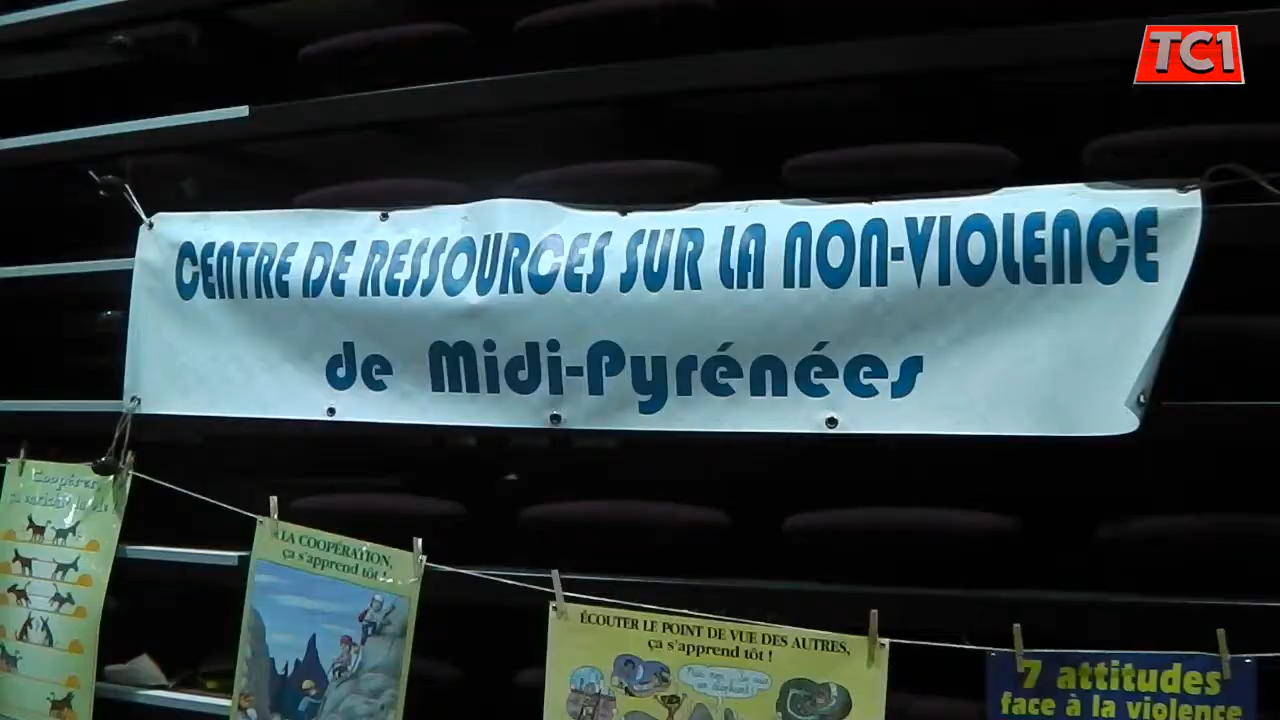 TC1
CENTRE DE RESSOURCES SUR LA NON-VIOLENCE
de Midi-Pyrénées
Coopérer,
LA COOPÉRATION,
ça s'apprend tôt !
ÉCOUTER LE POINT DE VUE DES AUTRES,
ça s'apprend tôt !
7 attitudes
face à la violence